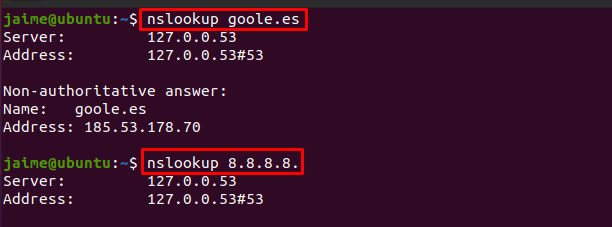 jaime@ubuntu:~$ nslookup goole.es
Server: 127.0.0.53
Address: 127.0.0.53#53
Non-authoritative answer:
Name: goole.es
Address: 185.53.178.70
jaime@ubuntu:~$ nslookup 8.8.8.8.
Server: 127.0.0.53
Address: 127.0.0.53#53